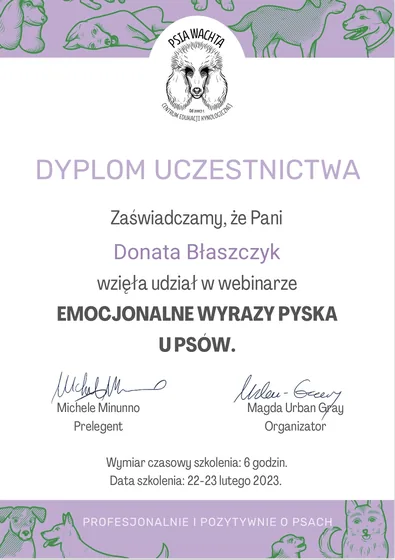 PSIA WACHTA
CENTRUM EDUKACJI KYNOLOGICZNEJ
DYPLOM UCZESTNICTWA
Zaświadczamy, że Pani
Donata Błaszczyk
wzięła udział w webinarze
EMOCJONALNE WYRAZY PYSKA
U PSÓW.
Michele Minunno
Magda Urban Gray
Prelegent
Organizator
Wymiar czasowy szkolenia: 6 godzin.
Data szkolenia: 22-23 lutego 2023.
PROFESJONALNIE I POZYTYWNIE O PSACH